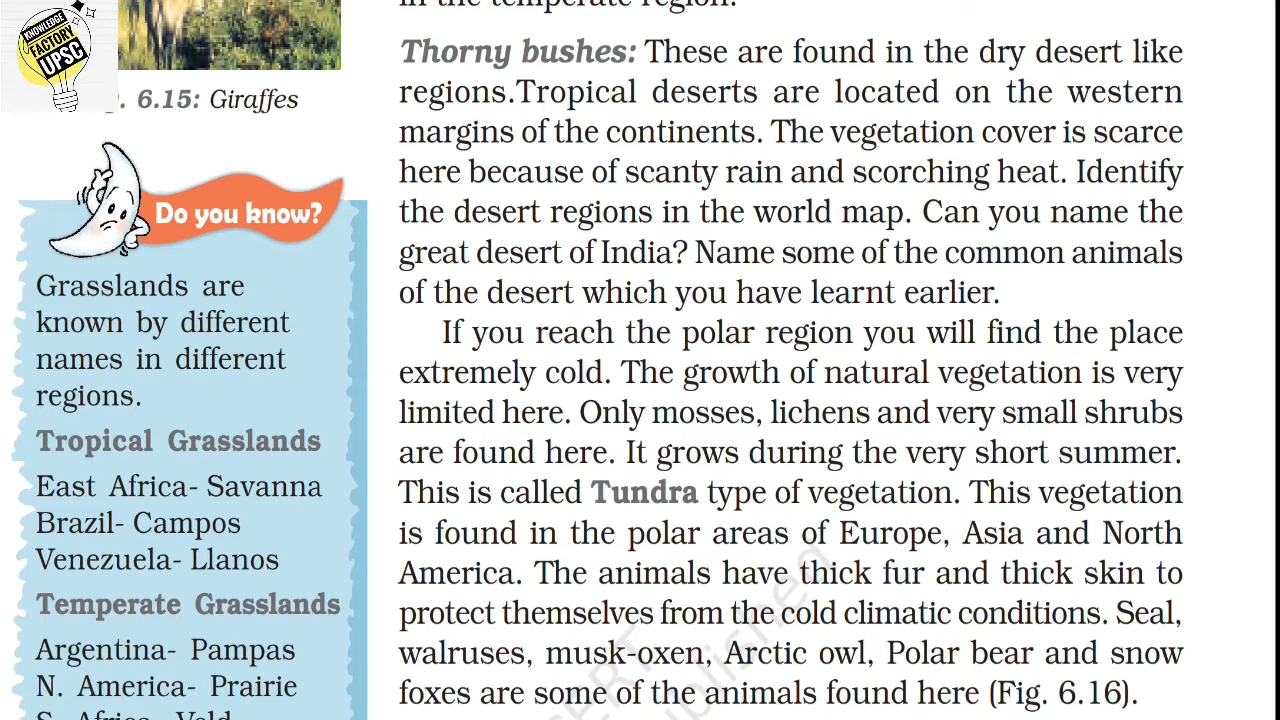 in the temperate region.
KNOWLEDGE
FACTORY
UPSC
6.15: Giraffes
Do you know?
Grasslands are
known by different
names in different
regions.
Tropical Grasslands
East Africa- Savanna
Brazil- Campos
Venezuela- Llanos
Temperate Grasslands
Argentina- Pampas
N. America- Prairie
S. Africa- Veld
Thorny bushes: These are found in the dry desert like
regions.Tropical deserts are located on the western
margins of the continents. The vegetation cover is scarce
here because of scanty rain and scorching heat. Identify
the desert regions in the world map. Can you name the
great desert of India? Name some of the common animals
of the desert which you have learnt earlier.
If you reach the polar region you will find the place
extremely cold. The growth of natural vegetation is very
limited here. Only mosses, lichens and very small shrubs
are found here. It grows during the very short summer.
This is called Tundra type of vegetation. This vegetation
is found in the polar areas of Europe, Asia and North
America. The animals have thick fur and thick skin to
protect themselves from the cold climatic conditions. Seal,
walruses, musk-oxen, Arctic owl, Polar bear and snow
foxes are some of the animals found here (Fig. 6.16).